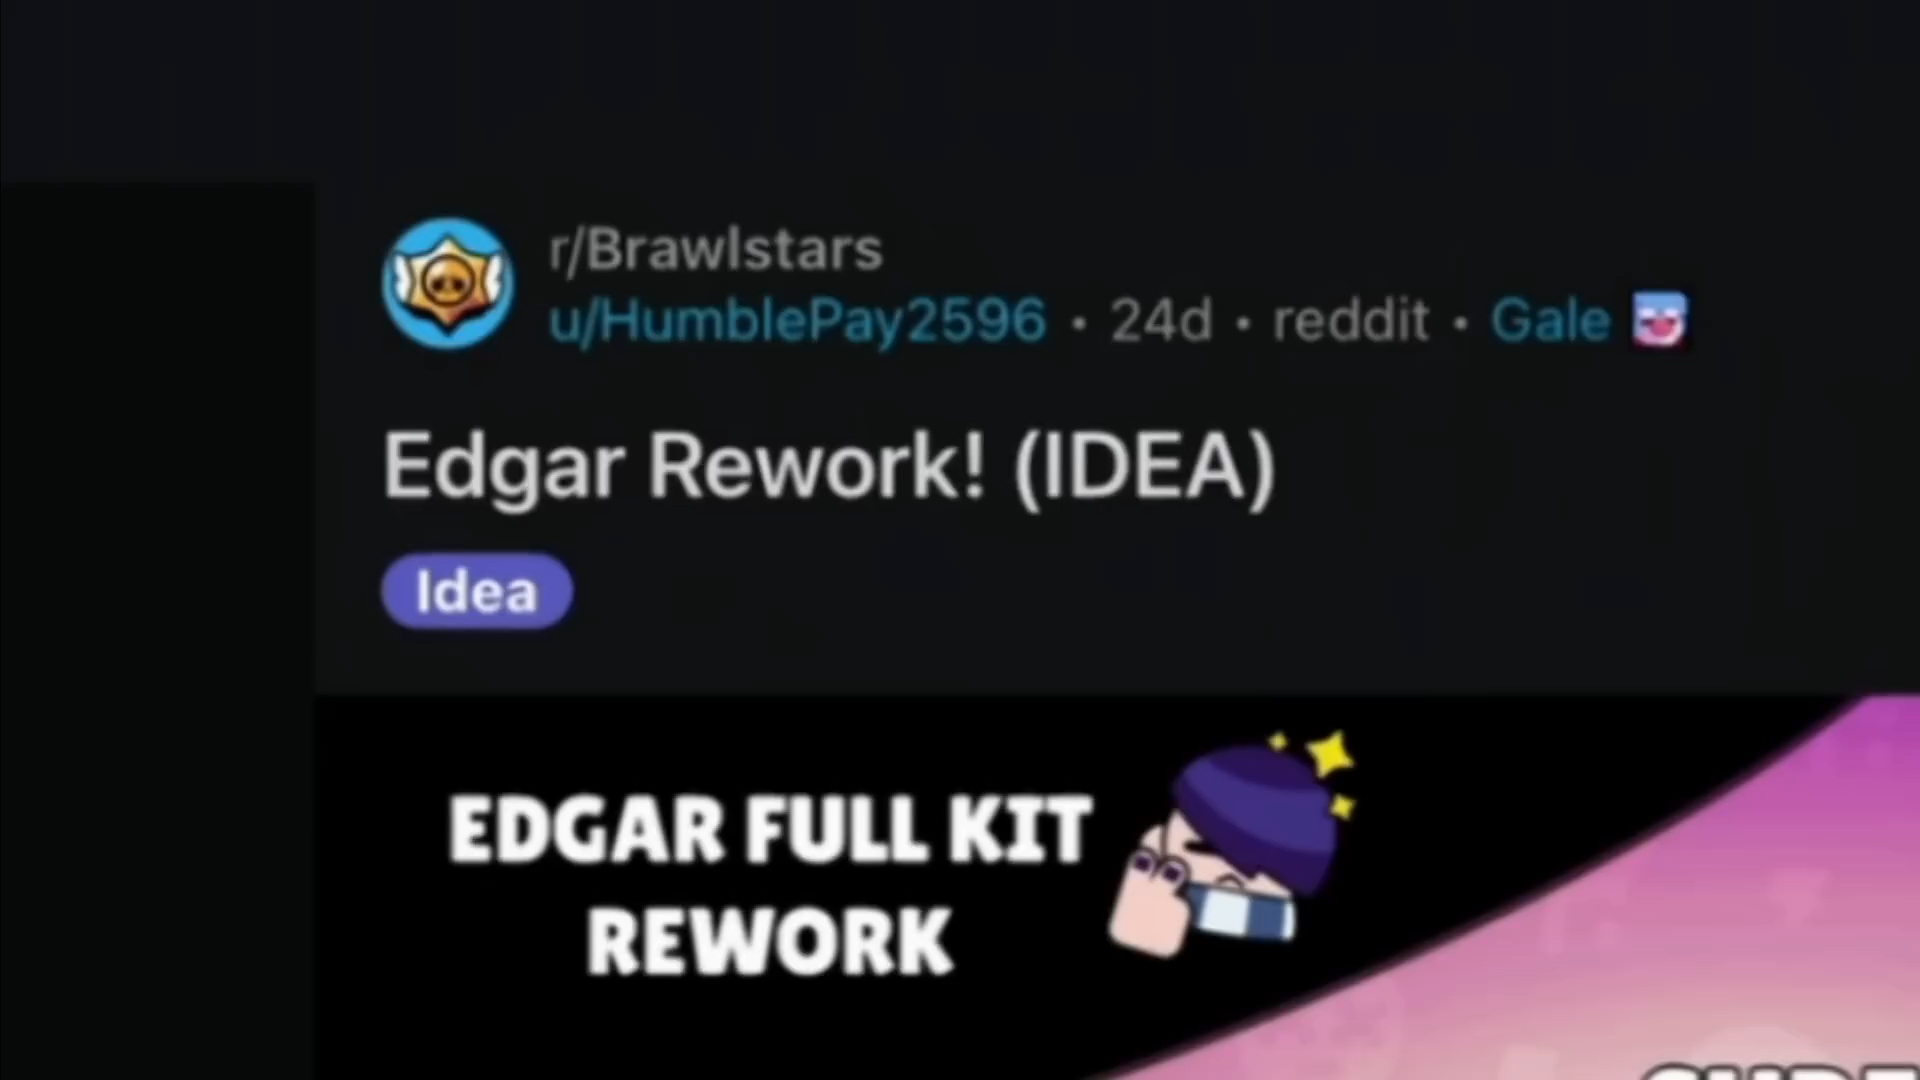 r/Brawlstars
u/HumblePay2596 • 24d • reddit • Gale
Edgar Rework! (IDEA)
Idea
EDGAR FULL KIT
REWORK